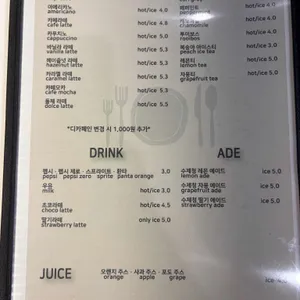 아메리카노 hot/ice 4.0
americano
카페라떼 hot/ice 4.8
cafe latte
카푸치노 hot/ice 5.0
cappuccino
바닐라 라떼 hot/ice 5.3
vanilla latte
헤이즐넛 라떼 hot/ice 5.3
hazelnut latte
카라멜 라떼 hot/ice 5.3
caramel latte
카페모카 hot/ice 5.5
cafe mocha
돌체 라떼 hot/ice 5.5
dolce latte
*디카페인 변경 시 1,000원 추가*
hot/ice
hot/ice 4.0
chamomile
루이보스 hot/ice 4.0
rooibos
복숭아 아이스티 ice 5.0
peach ice tea
레몬티 hot/ice 5.0
lemon tea
자몽티 hot/ice 5.0
grapefruit tea
DRINK
펩시 · 펩시 제로 · 스프라이트 · 환타 3.0
pepsi pepsi zero sprite fanta
우유 hot/ice 3.0
milk
초코라떼 hot/ice 4.5
choco latte
딸기라떼 only ice 5.0
strawberry latte
ADE
수제청 레몬 에이드 ice 5.0
lemon ade
수제청 자몽 에이드 ice 5.0
grapefruit ade
수제청 딸기 에이드 ice 5.0
strawberry ade
JUICE
오렌지 주스 · 사과 주스 · 포도 주스
orange apple grape